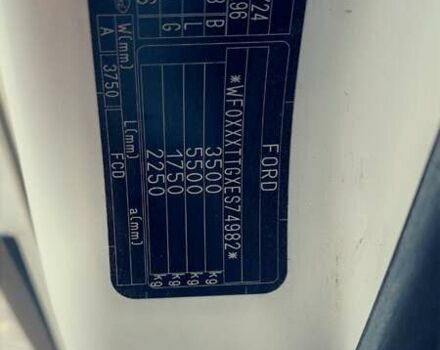 FORD
*WF0XXXTTGXES74982*
3500 kg
5500 kg
1750 kg
2250 kg
L(mm) a(mm)
W(mm)
A 3750 FCD
B B L G S